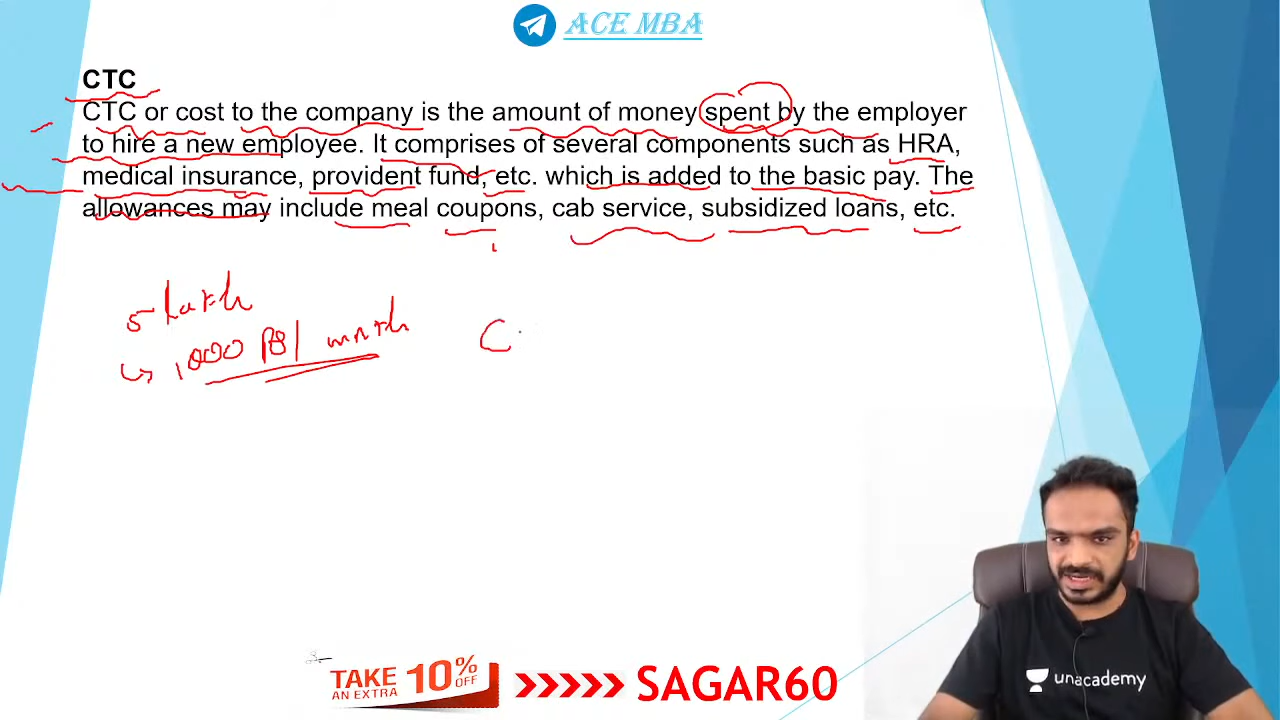 ACE MBA
CTC
CTC or cost to the company is the amount of money spent by the employer
to hire a new employee. It comprises of several components such as HRA,
medical insurance, provident fund, etc. which is added to the basic pay. The
allowances may include meal coupons, cab service, subsidized loans, etc.
5 lakh
month
C
TAKE 10% OFF
AN EXTRA
SAGAR60
unacademy